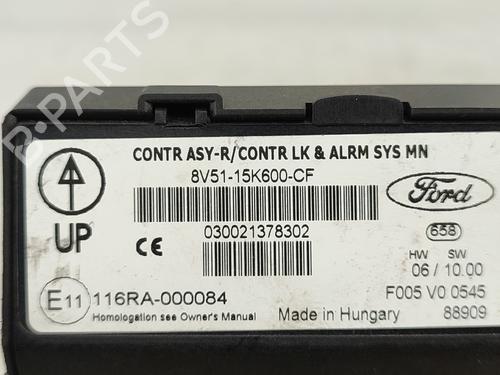 B-PARTS
CONTR ASY-R/CONTR LK & ALRM SYS MN
8V51-15K600-CF
Ford
030021378302
658
UP
CE
HW SW
06 / 10.00
E11 116RA-000084
F005 V0 0545
Homologation see Owner's Manual
Made in Hungary
88909